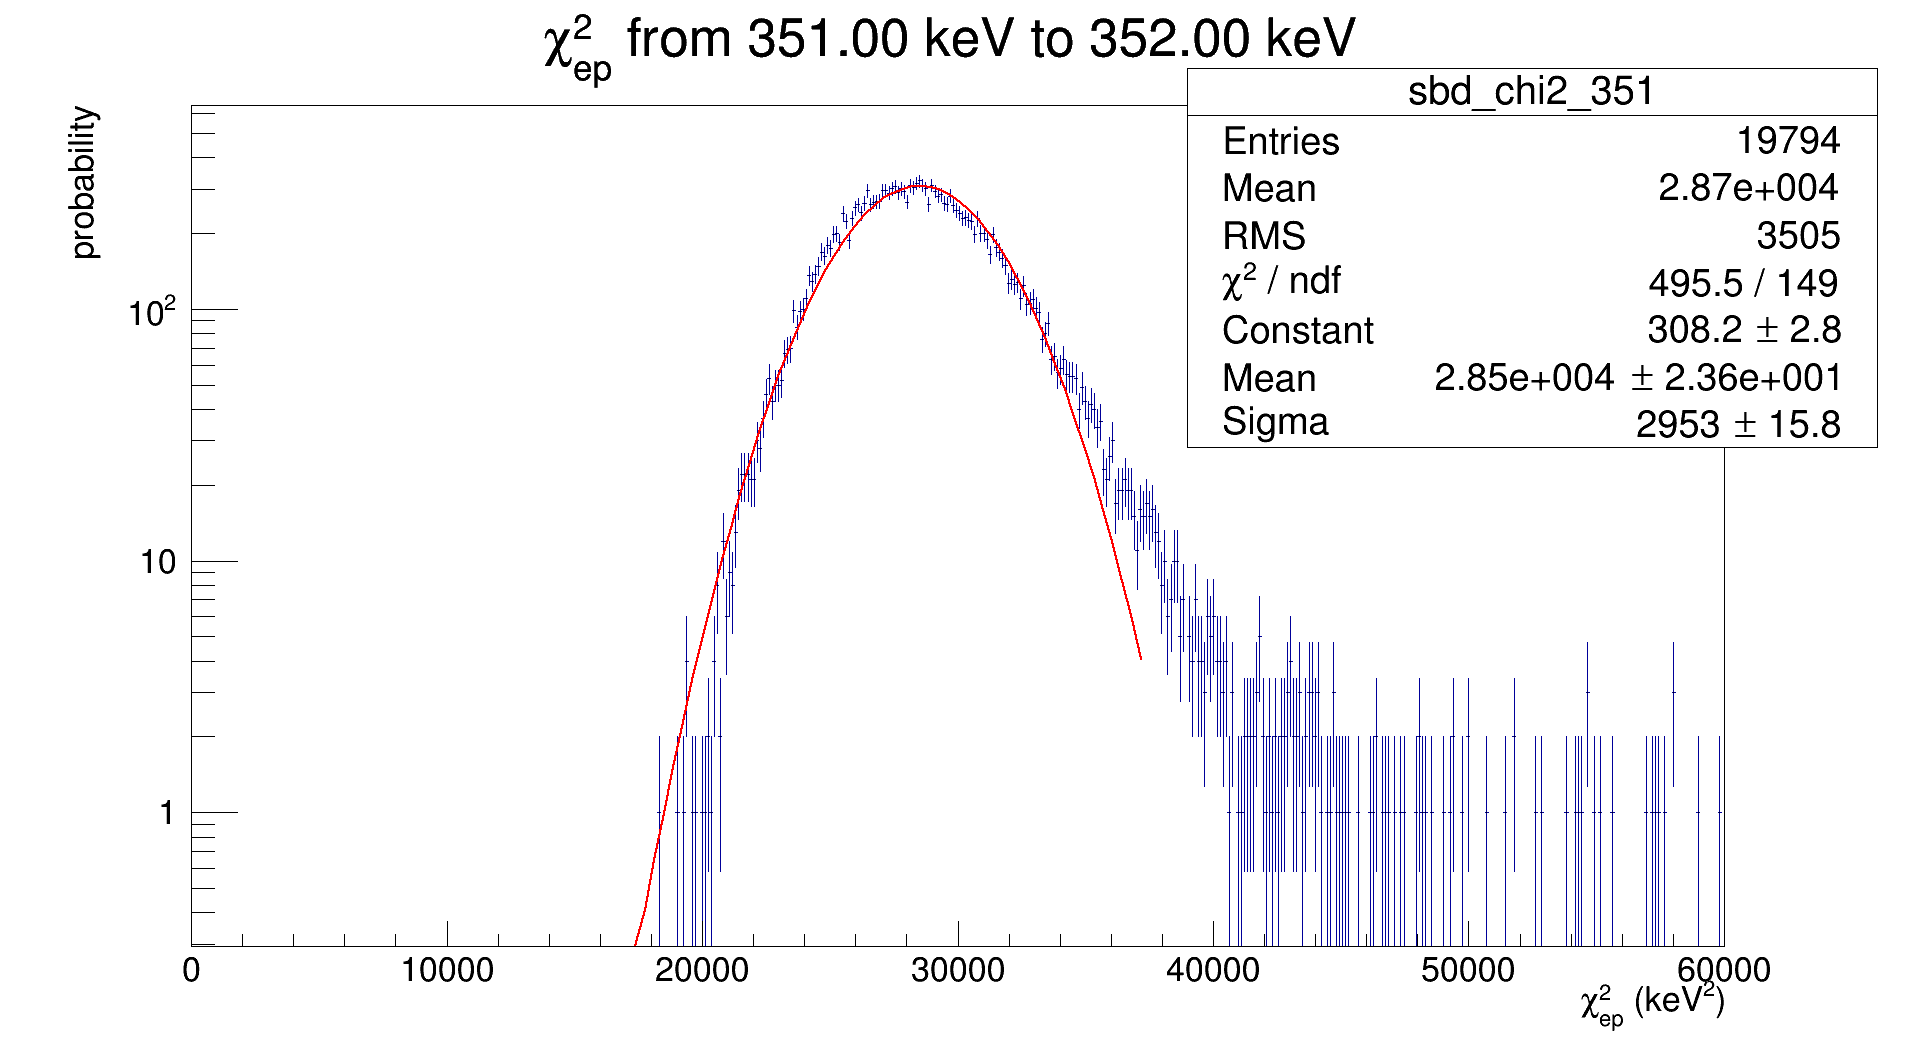 χ²ep from 351.00 keV to 352.00 keV
sbd_chi2_351
Entries 19794
Mean 2.87e+004
RMS 3505
χ² / ndf 495.5 / 149
Constant 308.2 ± 2.8
Mean 2.85e+004 ± 2.36e+001
Sigma 2953 ± 15.8
probability
10²
10
1
0 10000 20000 30000 40000 50000 60000
χ²ep (keV²)